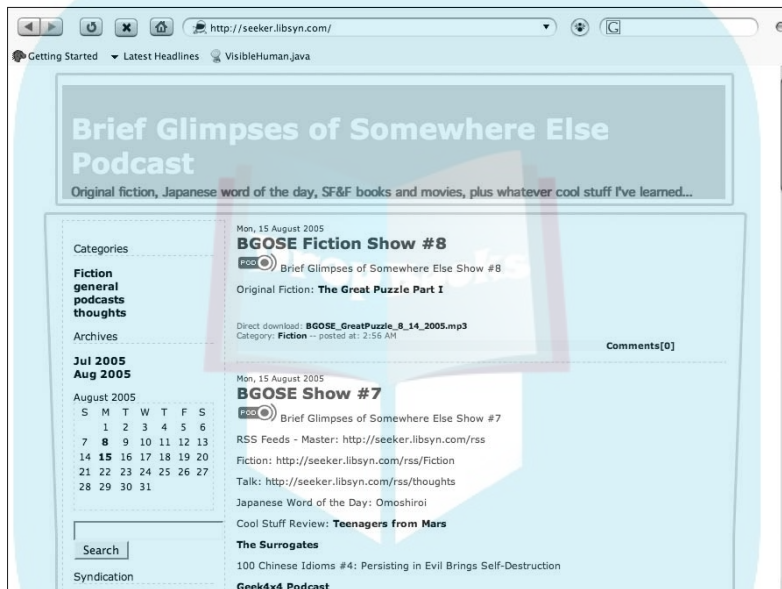 http://seeker.libsyn.com/
G
Getting Started Latest Headlines VisibleHuman.java
Brief Glimpses of Somewhere Else
Podcast
Original fiction, Japanese word of the day, SF&F books and movies, plus whatever cool stuff I've learned...
Categories
Fiction
general
podcasts
thoughts
Archives
Jul 2005
Aug 2005
August 2005
S M T W T F S
1 2 3 4 5 6
7 8 9 10 11 12 13
14 15 16 17 18 19 20
21 22 23 24 25 26 27
28 29 30 31
Search
Syndication
Mon, 15 August 2005
BGOSE Fiction Show #8
POD Brief Glimpses of Somewhere Else Show #8
Original Fiction: The Great Puzzle Part I
Direct download: BGOSE_GreatPuzzle_8_14_2005.mp3
Category: Fiction -- posted at: 2:56 AM
Comments[0]
Mon, 15 August 2005
BGOSE Show #7
POD Brief Glimpses of Somewhere Else Show #7
RSS Feeds - Master: http://seeker.libsyn.com/rss
Fiction: http://seeker.libsyn.com/rss/Fiction
Talk: http://seeker.libsyn.com/rss/thoughts
Japanese Word of the Day: Omoshiroi
Cool Stuff Review: Teenagers from Mars
The Surrogates
100 Chinese Idioms #4: Persisting in Evil Brings Self-Destruction
Geek4x4 Podcast